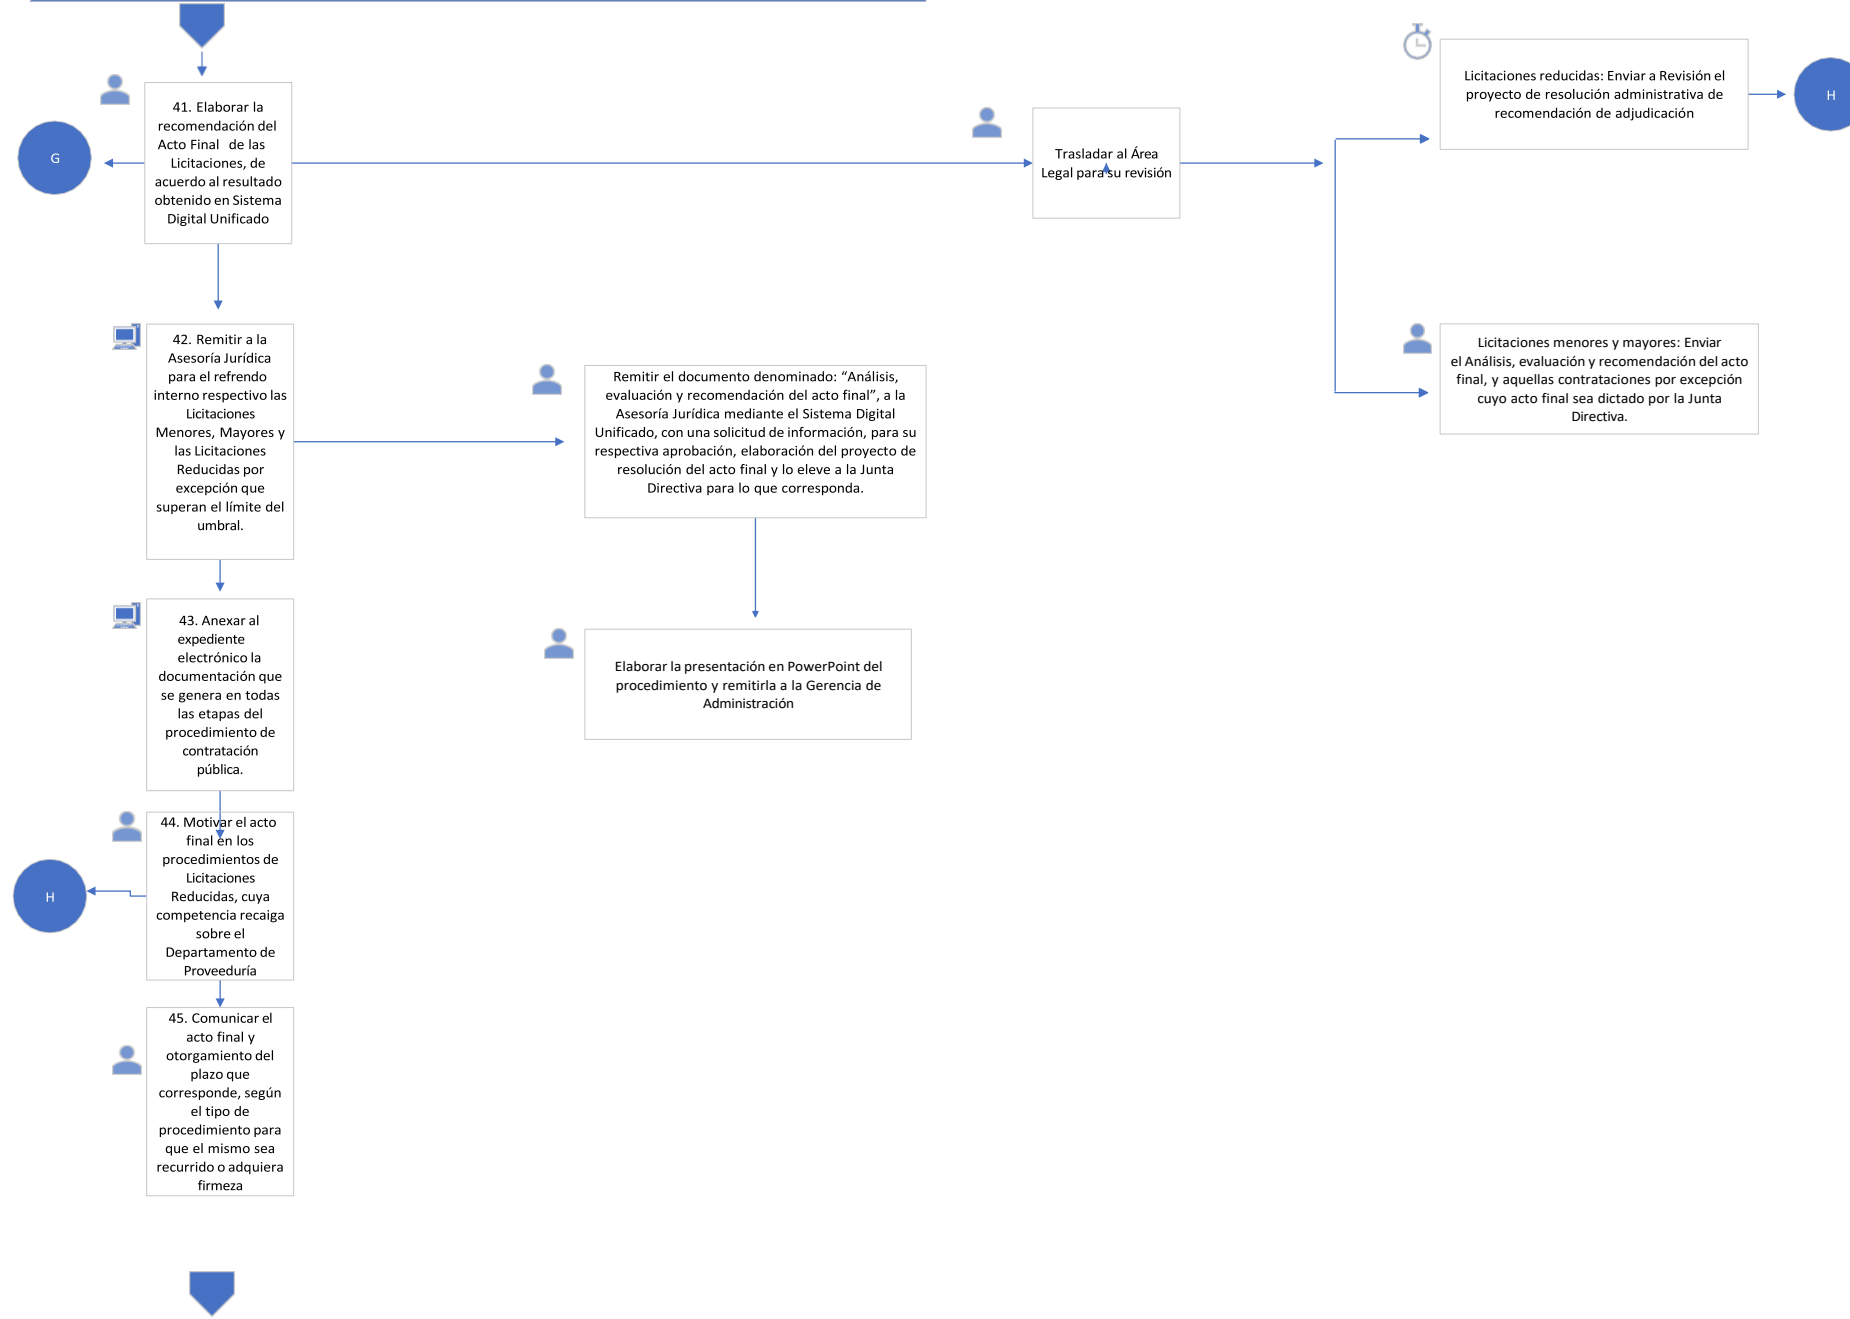 41. Elaborar la
recomendación del
Acto Final de las
Licitaciones, de
acuerdo al resultado
obtenido en Sistema
Digital Unificado
G
Trasladar al Área
Legal para su revisión
Licitaciones reducidas: Enviar a Revisión el
proyecto de resolución administrativa de
recomendación de adjudicación
H
Licitaciones menores y mayores: Enviar
el Análisis, evaluación y recomendación del acto
final, y aquellas contrataciones por excepción
cuyo acto final sea dictado por la Junta
Directiva.
42. Remitir a la
Asesoría Jurídica
para el refrendo
interno respectivo las
Licitaciones
Menores, Mayores y
las Licitaciones
Reducidas por
excepción que
superan el límite del
umbral.
Remitir el documento denominado: “Análisis,
evaluación y recomendación del acto final”, a la
Asesoría Jurídica mediante el Sistema Digital
Unificado, con una solicitud de información, para su
respectiva aprobación, elaboración del proyecto de
resolución del acto final y lo eleve a la Junta
Directiva para lo que corresponda.
43. Anexar al
expediente
electrónico la
documentación que
se genera en todas
las etapas del
procedimiento de
contratación
pública.
Elaborar la presentación en PowerPoint del
procedimiento y remitirla a la Gerencia de
Administración
44. Motivar el acto
final en los
procedimientos de
Licitaciones
Reducidas, cuya
competencia recaiga
sobre el
Departamento de
Proveeduría
H
45. Comunicar el
acto final y
otorgamiento del
plazo que
corresponde, según
el tipo de
procedimiento para
que el mismo sea
recurrido o adquiera
firmeza